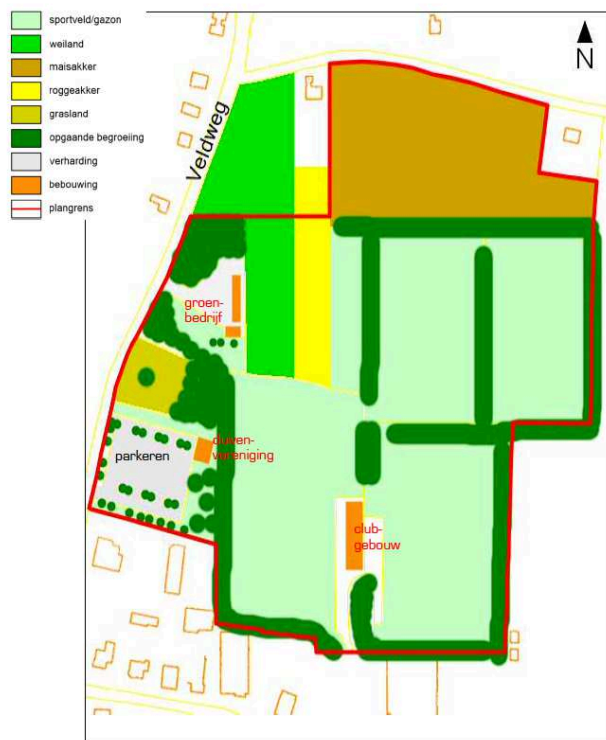 sportveld/gazon
weiland
maisakker
roggeakker
grasland
opgaande begroeiing
verharding
bebouwing
plangrens
N
Veldweg
groen-
bedrijf
duiven-
vereniging
parkeren
club-
gebouw